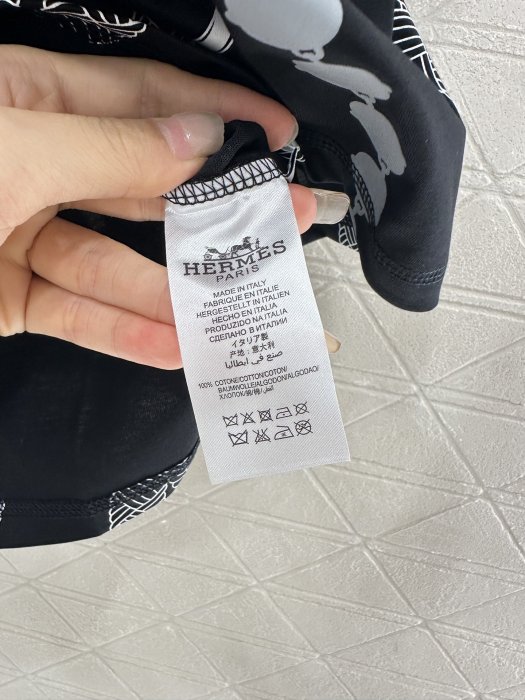 HERMES
PARIS
MADE IN ITALY
FABRIQUE EN ITALIE
HERGESTELLT IN ITALIEN
HECHO EN ITALIA
PRODUZIDO NA ITALIA
СДЕЛАНО В ИТАЛИИ
イタリア製
产地：意大利
صنع في ايطاليا
100% COTONE/COTTON/COTON/
BAUMWOLLE/ALGODON/ALGODAO/
ХЛОПОК/綿/棉/